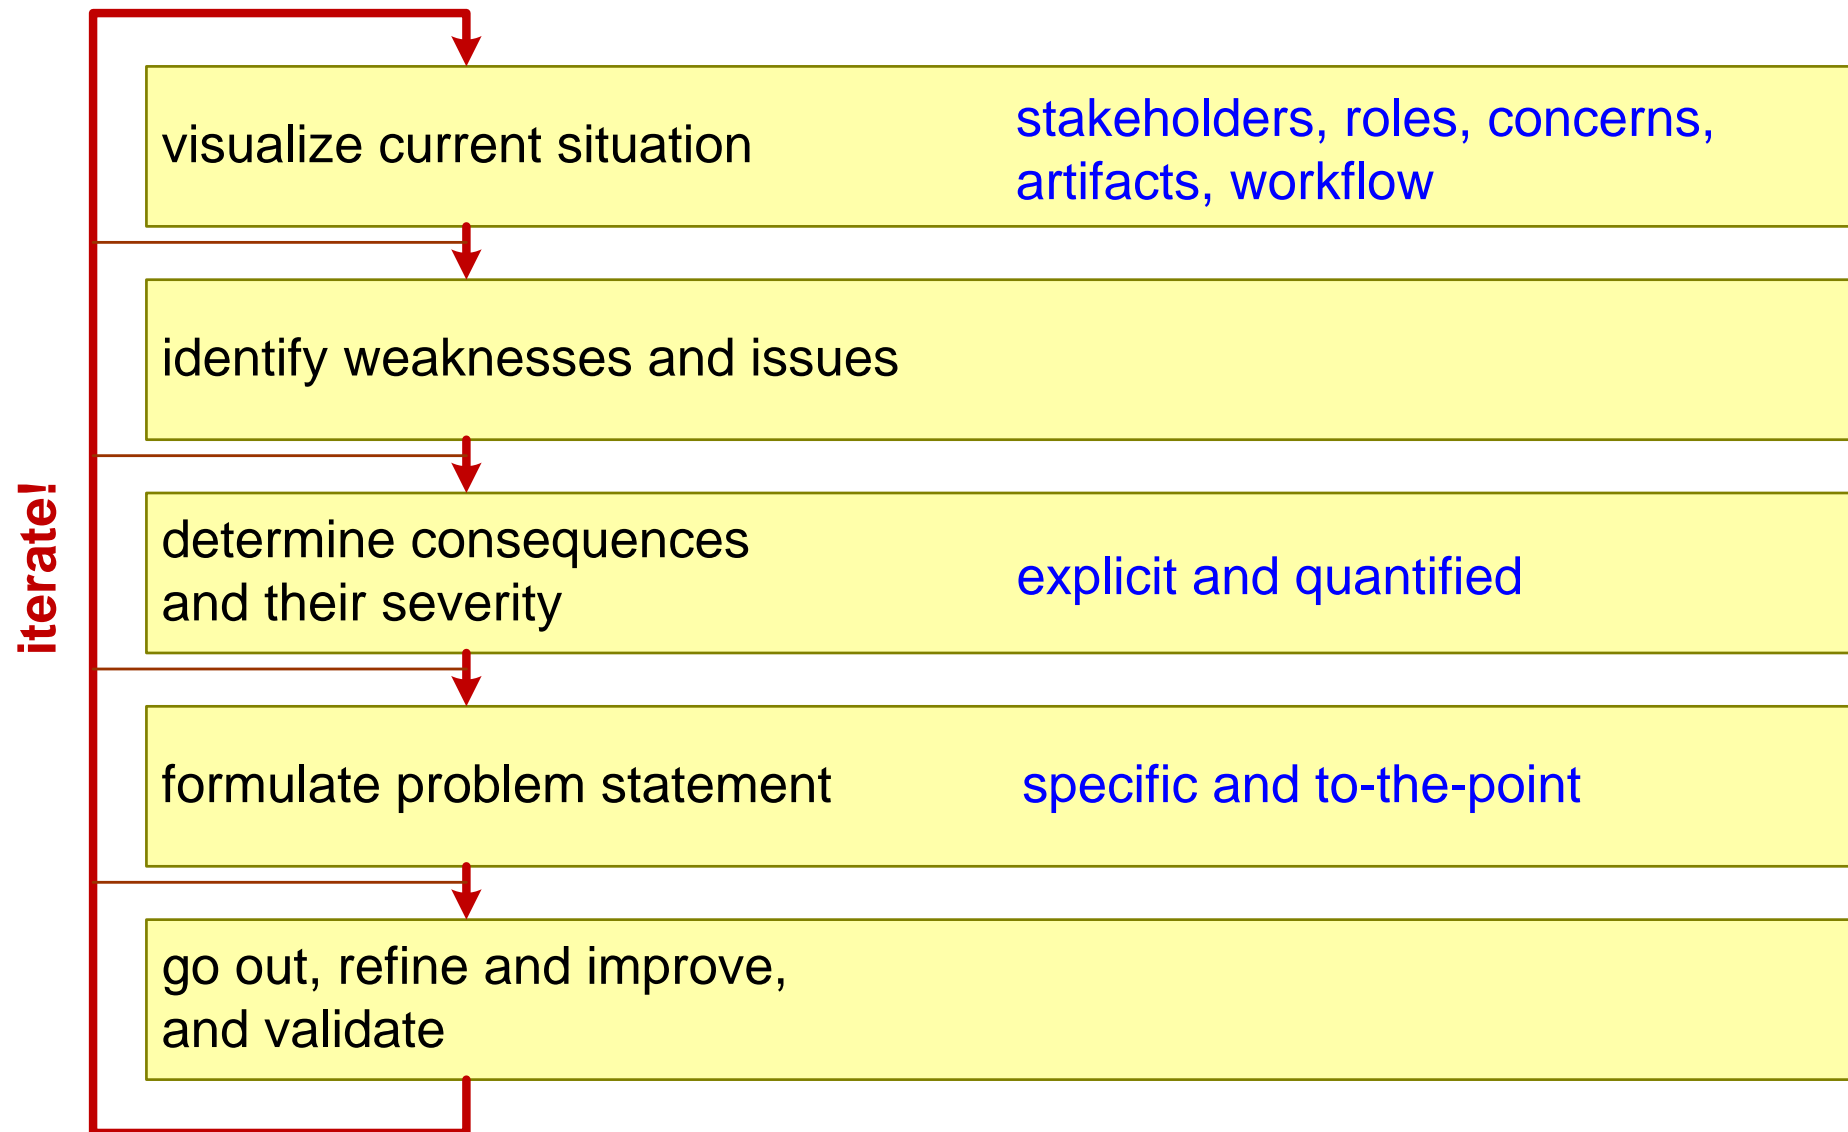 visualize current situation
stakeholders, roles, concerns,
artifacts, workflow
identify weaknesses and issues
iterate!
determine consequences
and their severity
explicit and quantified
formulate problem statement
specific and to-the-point
go out, refine and improve,
and validate